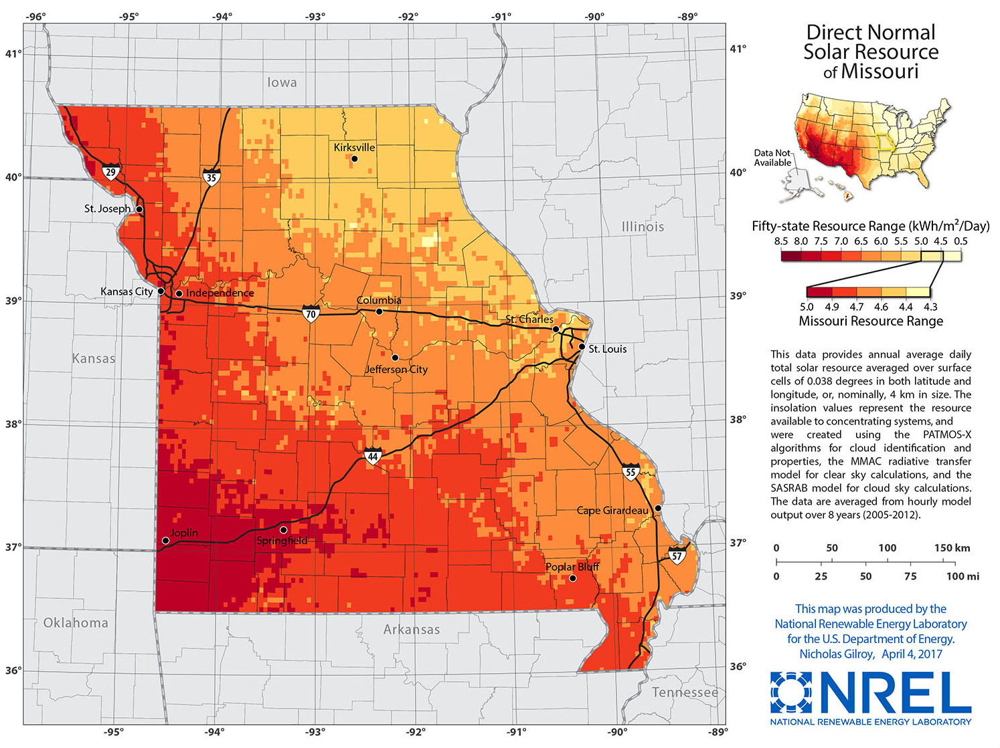 -96° -95° -94° -93° -92° -91° -90° -89°
Direct Normal
Solar Resource
of Missouri
41° 41°
Iowa
Kirksville
Data Not
Available
29
35
40° 40°
St. Joseph
Illinois
Fifty-state Resource Range (kWh/m²/Day)
8.5 8.0 7.5 7.0 6.5 6.0 5.5 5.0 4.5 0.5
Kansas City
Independence
39° 39°
Columbia
70
5.0 4.9 4.7 4.6 4.4 4.3
Missouri Resource Range
St. Charles
St. Louis
Kansas
Jefferson City
This data provides annual average daily
total solar resource averaged over surface
cells of 0.038 degrees in both latitude and
longitude, or, nominally, 4 km in size. The
insolation values represent the resource
available to concentrating systems, and
were created using the PATMOS-X
algorithms for cloud identification and
properties, the MMAC radiative transfer
model for clear sky calculations, and the
SASRAB model for cloud sky calculations.
The data are averaged from hourly model
output over 8 years (2005-2012).
38° 38°
44
55
Cape Girardeau
Joplin
Springfield
37° 37°
57
Poplar Bluff
0 50 100 150 km
0 25 50 75 100 mi
Oklahoma
Arkansas
This map was produced by the
National Renewable Energy Laboratory
for the U.S. Department of Energy.
Nicholas Gilroy, April 4, 2017
36° 36°
Tennessee
NREL
NATIONAL RENEWABLE ENERGY LABORATORY
-95° -94° -93° -92° -91° -90° -89°